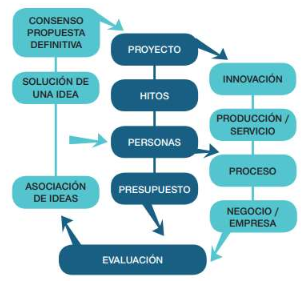 CONSENSO
PROPUESTA
DEFINITIVA
SOLUCIÓN DE
UNA IDEA
ASOCIACIÓN
DE IDEAS
PROYECTO
HITOS
PERSONAS
PRESUPUESTO
INNOVACIÓN
PRODUCCIÓN /
SERVICIO
PROCESO
NEGOCIO /
EMPRESA
EVALUACIÓN